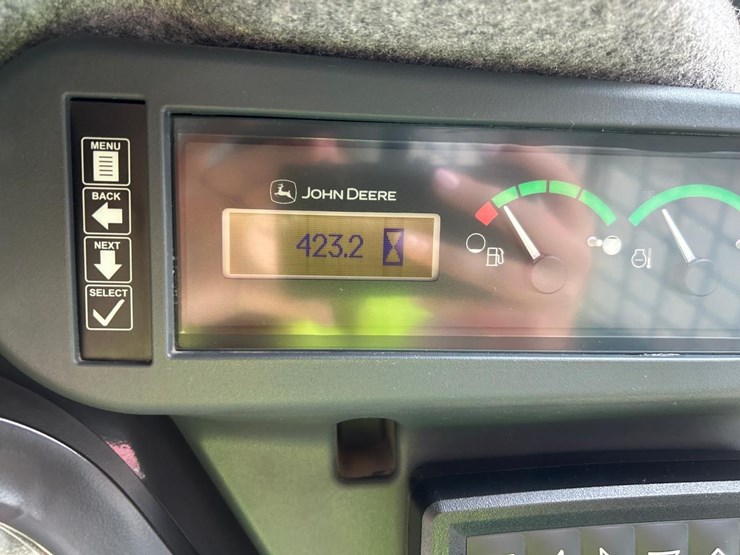 MENU
BACK
NEXT
SELECT
JOHN DEERE
423.2